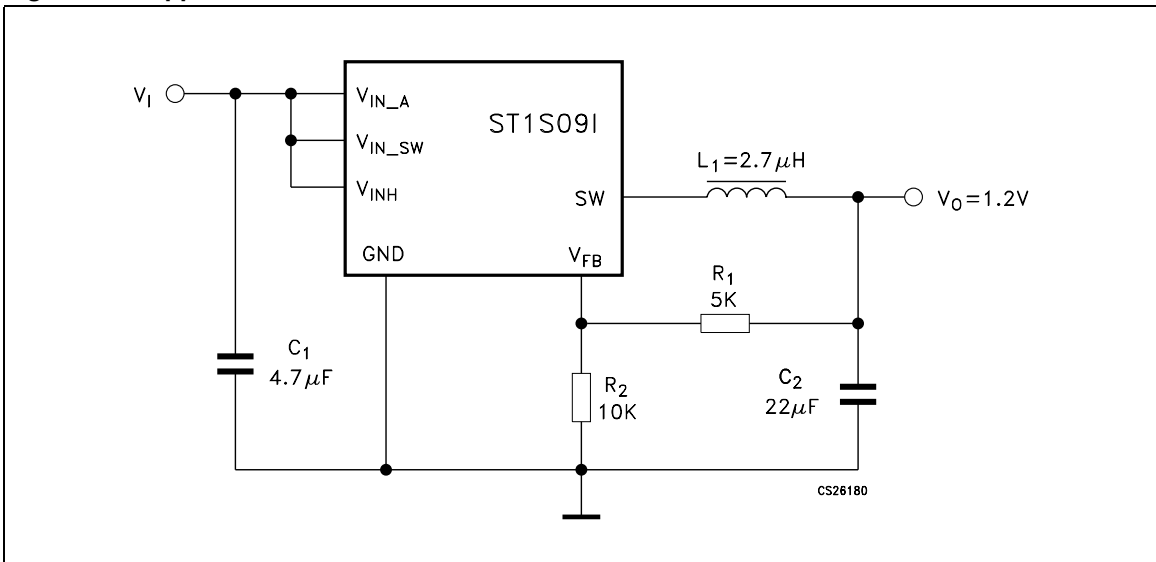 V_I
V_IN_A
V_IN_SW
V_INH
GND
ST1S09I
SW
V_FB
L_1=2.7μH
V_O=1.2V
R_1
5K
C_1
4.7μF
R_2
10K
C_2
22μF
CS26180